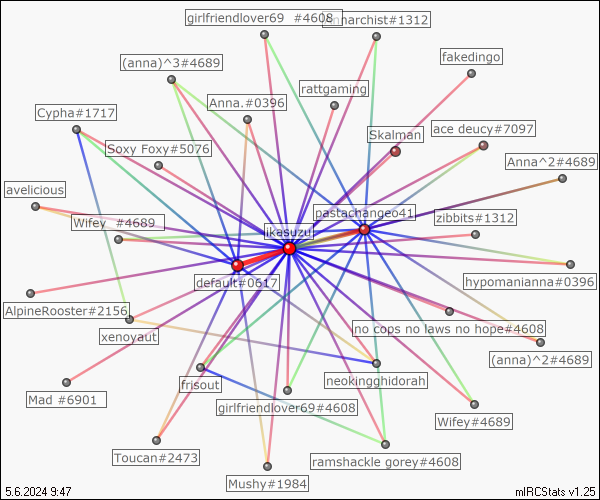 girlfriendlover69 #4608
annarchist#1312
fakedingo
(anna)^3#4689
rattgaming
Anna.#0396
Cypha#1717
Skalman
ace deucy#7097
Soxy Foxy#5076
Anna^2#4689
avelicious
pastachangeo41
Wifey #4689
zibbits#1312
ikasuzu
default#0617
hypomanianna#0396
AlpineRooster#2156
no cops no laws no hope#4608
xenoyaut
(anna)^2#4689
frisout
neokingghidorah
Mad #6901
girlfriendlover69#4608
Wifey#4689
Toucan#2473
ramshackle gorey#4608
Mushy#1984
5.6.2024 9:47
mIRCStats v1.25